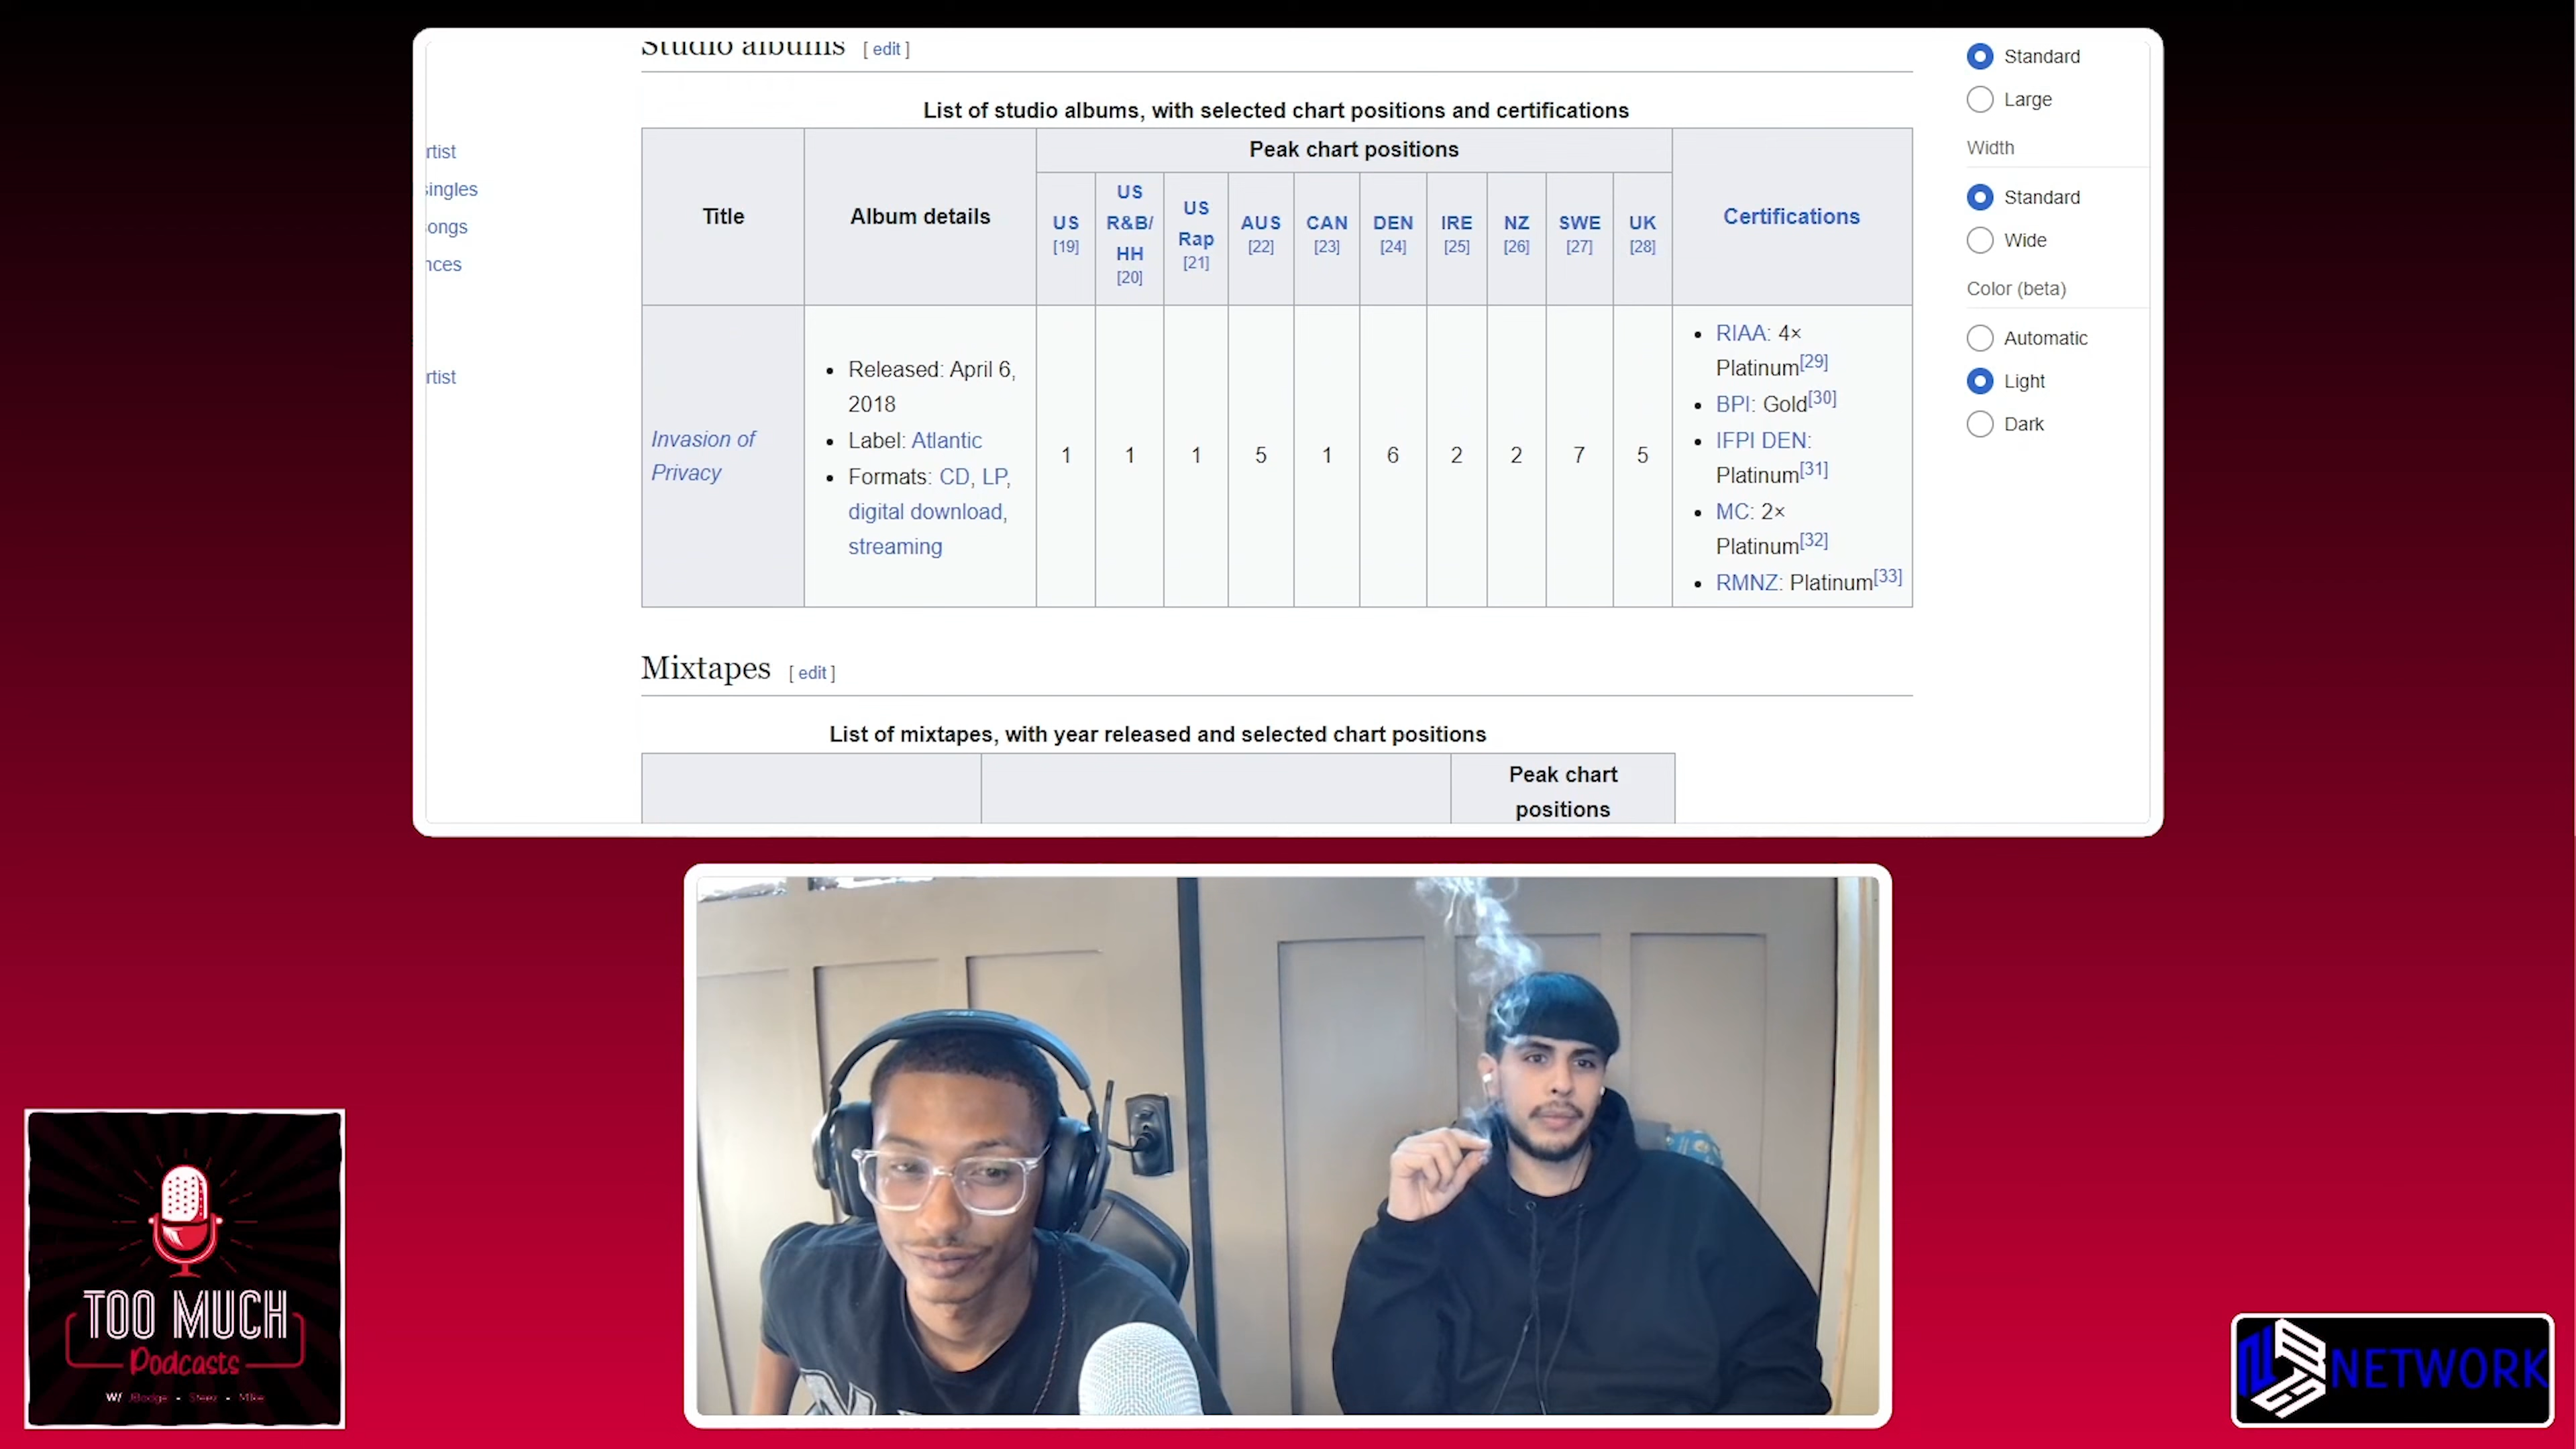 Studio albums [ edit ]
List of studio albums, with selected chart positions and certifications
Title
Album details
Peak chart positions
Certifications
US
[19]
US
R&B/
HH
[20]
US
Rap
[21]
AUS
[22]
CAN
[23]
DEN
[24]
IRE
[25]
NZ
[26]
SWE
[27]
UK
[28]
Invasion of
Privacy
• Released: April 6,
2018
• Label: Atlantic
• Formats: CD, LP,
digital download,
streaming
1 1 1 5 1 6 2 2 7 5
• RIAA: 4×
Platinum[29]
• BPI: Gold[30]
• IFPI DEN:
Platinum[31]
• MC: 2×
Platinum[32]
• RMNZ: Platinum[33]
Mixtapes [ edit ]
List of mixtapes, with year released and selected chart positions
Peak chart
positions
rtist
singles
songs
nces
rtist
Standard
Large
Width
Standard
Wide
Color (beta)
Automatic
Light
Dark
TOO MUCH
Podcasts
W/ - Steez - Mike
NETWORK